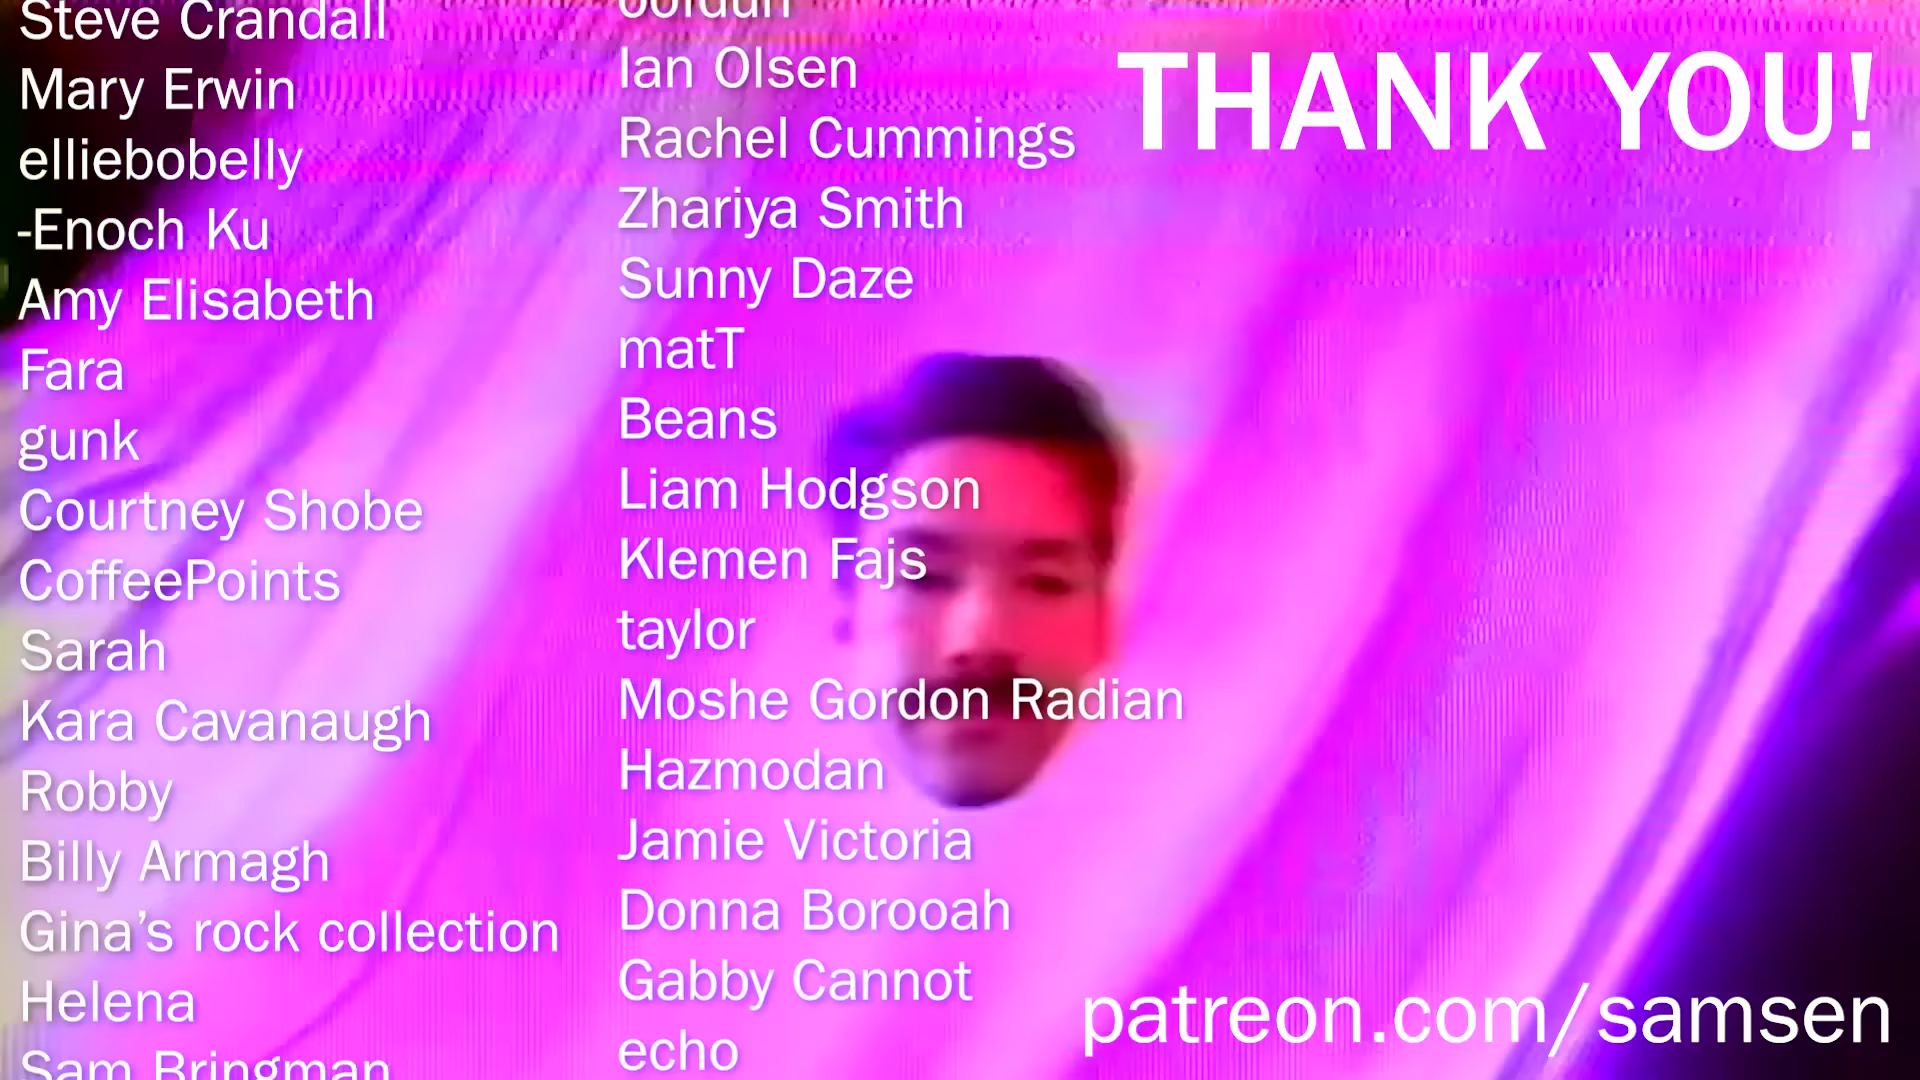 Steve Crandall
Mary Erwin
elliebobelly
-Enoch Ku
Amy Elisabeth
Fara
gunk
Courtney Shobe
CoffeePoints
Sarah
Kara Cavanaugh
Robby
Billy Armagh
Gina’s rock collection
Helena
Sam Bringman
Ian Olsen
Rachel Cummings
Zhariya Smith
Sunny Daze
matT
Beans
Liam Hodgson
Klemen Fajs
taylor
Moshe Gordon Radian
Hazmodan
Jamie Victoria
Donna Borooah
Gabby Cannot
echo
THANK YOU!
patreon.com/samsen